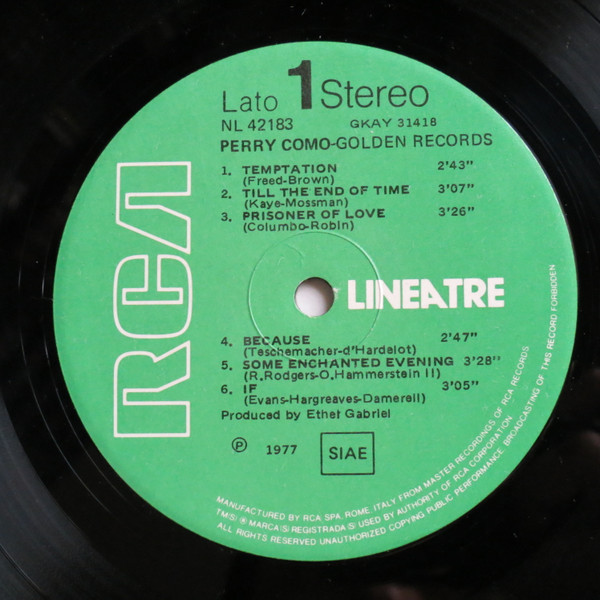 Lato 1 Stereo
NL 42183 GKAY 31418
PERRY COMO-GOLDEN RECORDS
1. TEMPTATION 2'43"
(Freed-Brown)
2. TILL THE END OF TIME 3'07"
(Kaye-Mossman)
3. PRISONER OF LOVE 3'26"
(Columbo-Robin)
RCA
LINEATRE
4. BECAUSE 2'47"
(Teschemacher-d'Hardelot)
5. SOME ENCHANTED EVENING 3'28"
(R.Rodgers-O.Hammerstein II)
6. IF 3'05"
(Evans-Hargreaves-Damerell)
Produced by Ethel Gabriel
℗ 1977 SIAE
MANUFACTURED BY RCA SPA, ROME, ITALY FROM MASTER RECORDINGS OF RCA RECORDS
TM(S) ® MARCA(S) REGISTRADA(S) USED BY AUTHORITY OF RCA CORPORATION
ALL RIGHTS RESERVED UNAUTHORIZED COPYING PUBLIC PERFORMANCE BROADCASTING OF THIS RECORD FORBIDDEN